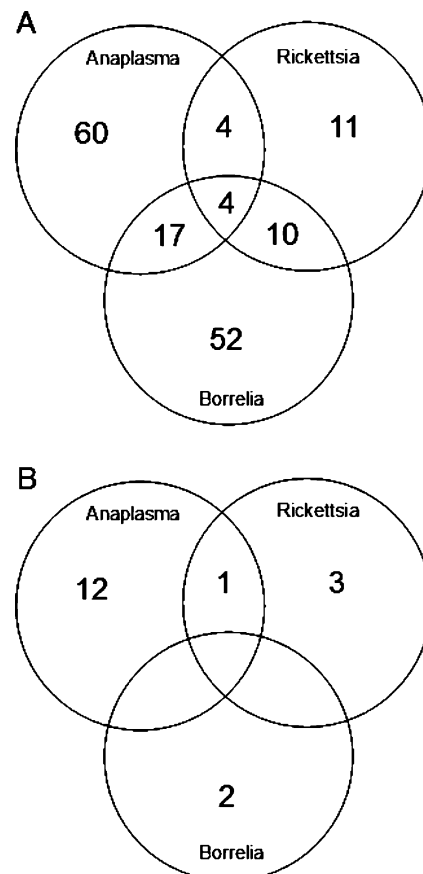 A
Anaplasma
Rickettsia
60
4
11
4
17
10
52
Borrelia
B
Anaplasma
Rickettsia
12
1
3
2
Borrelia